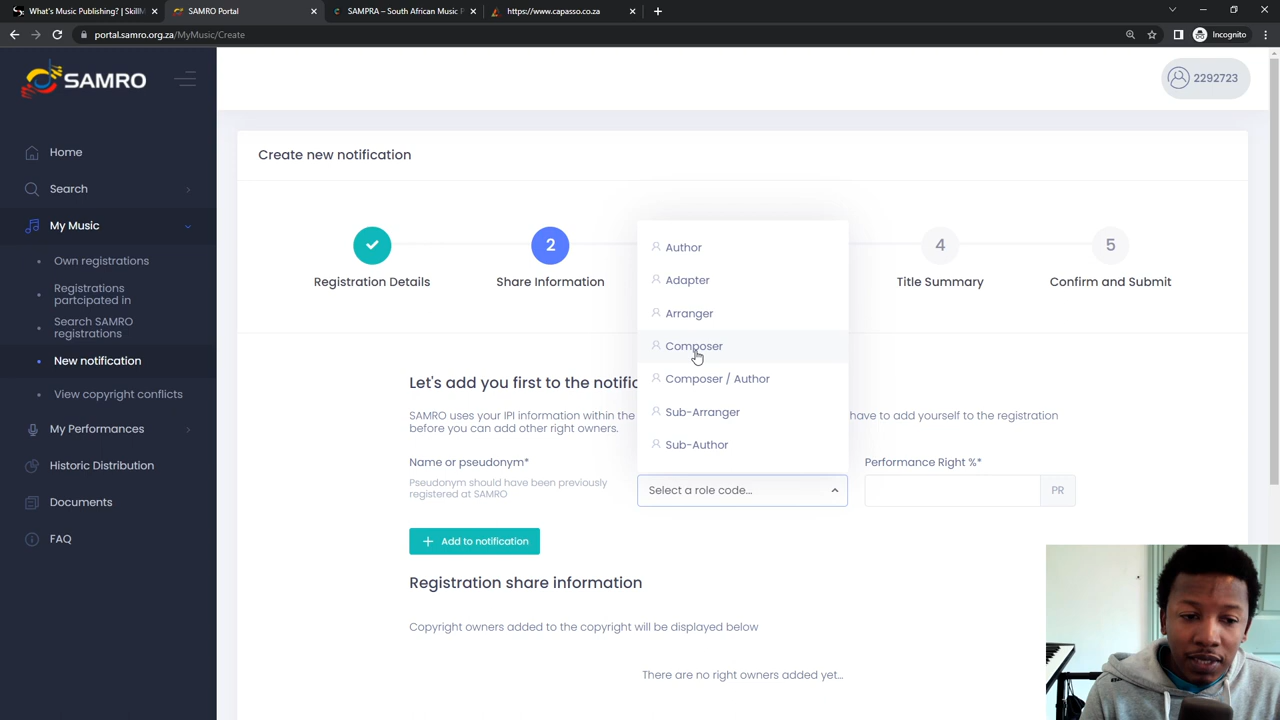 What's Music Publishing? | SkillM
SAMRO Portal
SAMPRA – South African Music P
https://www.capasso.co.za
portal.samro.org.za/MyMusic/Create
Incognito
SAMRO
2292723
Home
Search
My Music
Own registrations
Registrations
partcipated in
Search SAMRO
registrations
New notification
View copyright conflicts
My Performances
Historic Distribution
Documents
FAQ
Create new notification
2
4
5
Registration Details
Share Information
Title Summary
Confirm and Submit
Author
Adapter
Arranger
Composer
Composer / Author
Sub-Arranger
Sub-Author
Let's add you first to the notific
SAMRO uses your IPI information within the
have to add yourself to the registration
before you can add other right owners.
Name or pseudonym*
Performance Right %*
Pseudonym should have been previously
registered at SAMRO
Select a role code...
PR
+ Add to notification
Registration share information
Copyright owners added to the copyright will be displayed below
There are no right owners added yet...